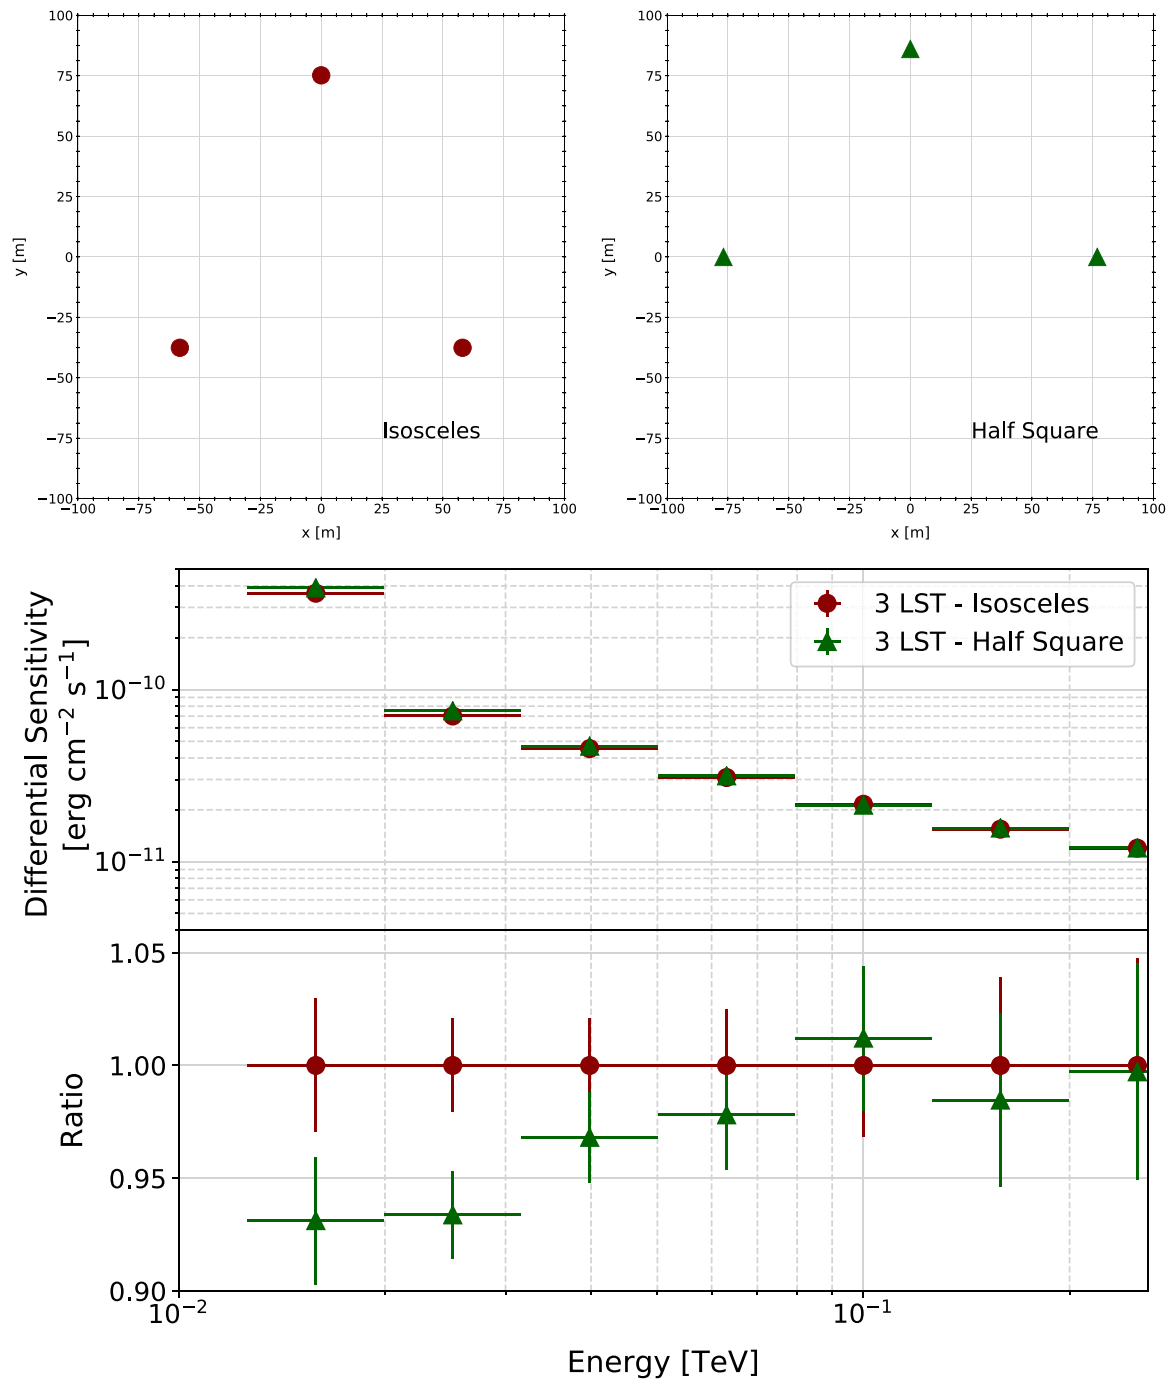 100
75
50
25
0
−25
−50
−75
−100
y [m]
Isosceles
−100 −75 −50 −25 0 25 50 75 100
x [m]
100
75
50
25
0
−25
−50
−75
−100
y [m]
Half Square
−100 −75 −50 −25 0 25 50 75 100
x [m]
Differential Sensitivity
[erg cm⁻² s⁻¹]
10⁻¹⁰
10⁻¹¹
3 LST - Isosceles
3 LST - Half Square
Ratio
1.05
1.00
0.95
0.90
10⁻² 10⁻¹
Energy [TeV]